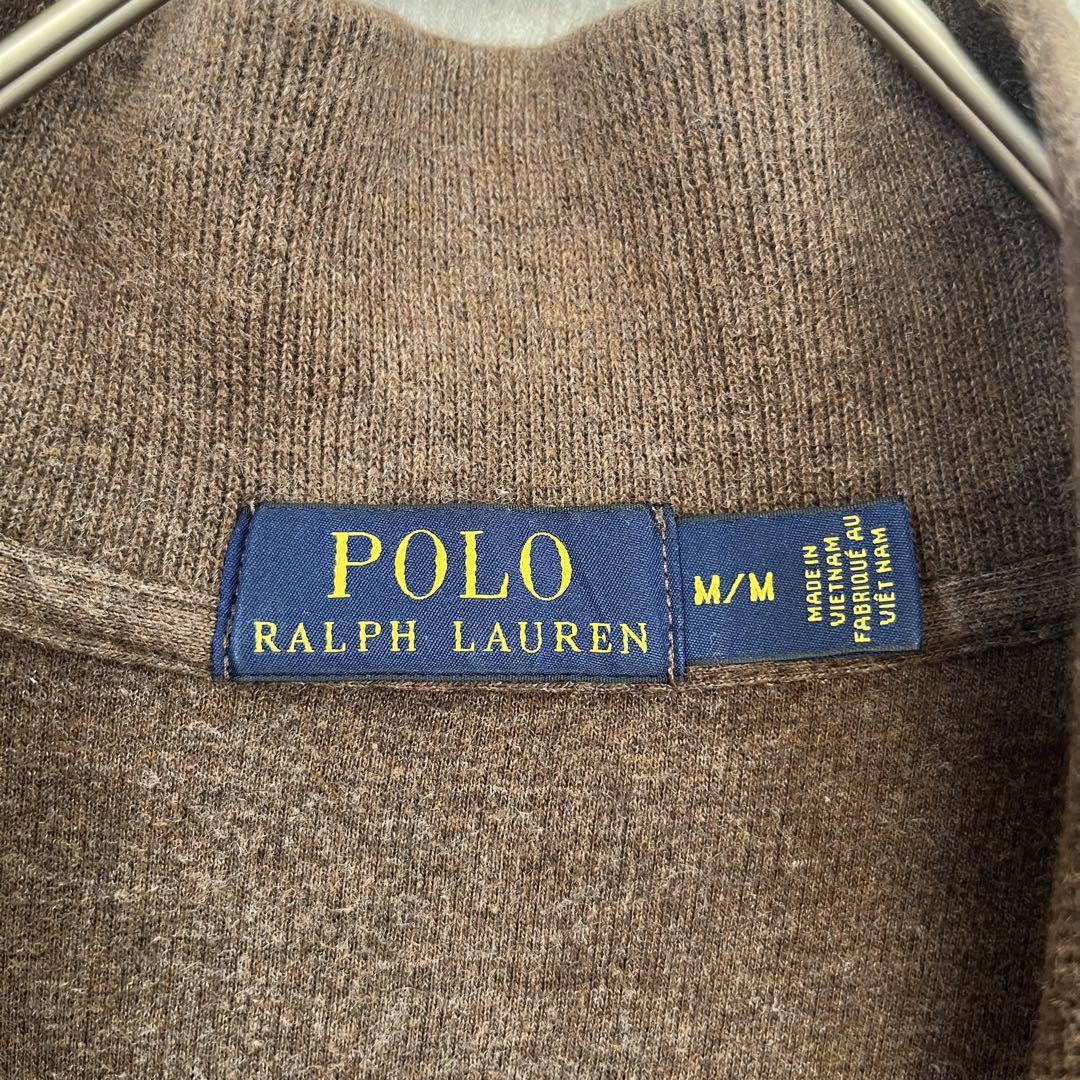 POLO
RALPH LAUREN
M/M
MADE IN
VIETNAM
FABRIQUÉ AU
VIÊT NAM